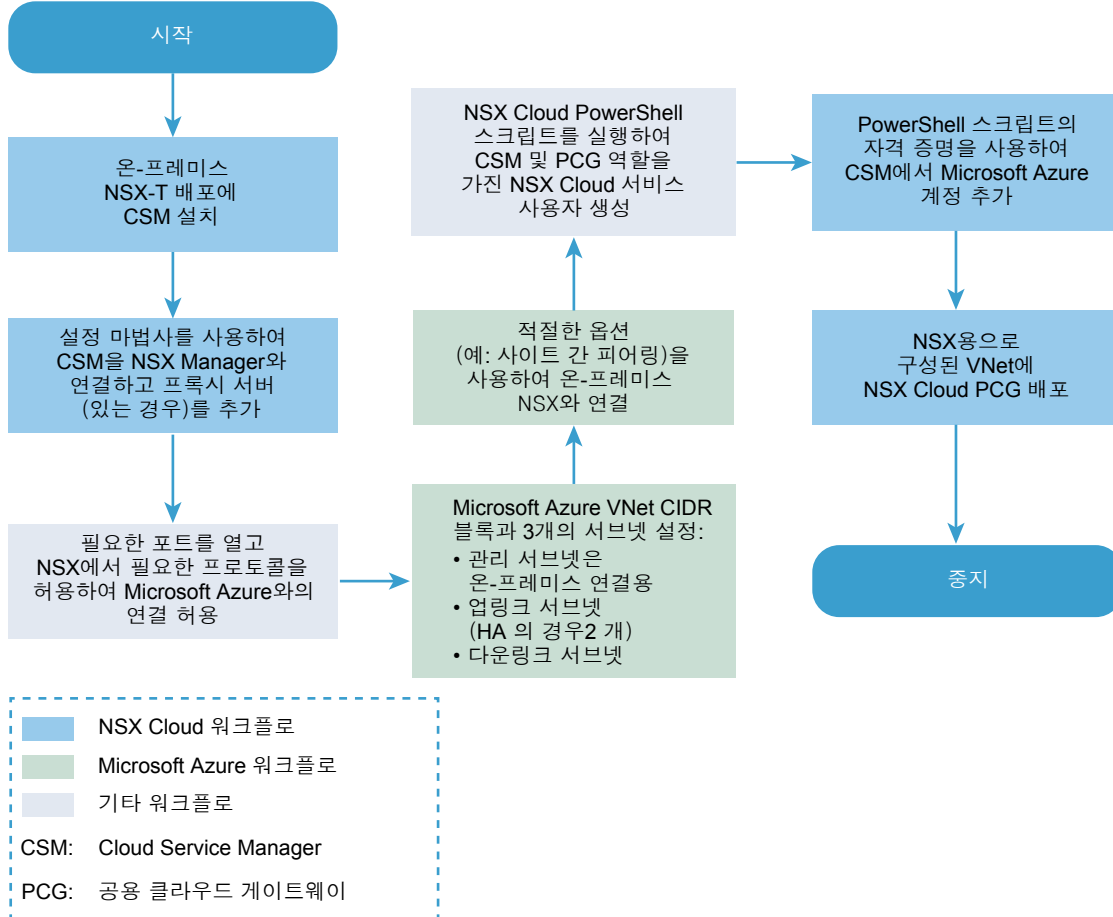 시작
온-프레미스
NSX-T 배포에
CSM 설치
설정 마법사를 사용하여
CSM을 NSX Manager와
연결하고 프록시 서버
(있는 경우)를 추가
필요한 포트를 열고
NSX에서 필요한 프로토콜을
허용하여 Microsoft Azure와의
연결 허용
Microsoft Azure VNet CIDR
블록과 3개의 서브넷 설정:
• 관리 서브넷은
온-프레미스 연결용
• 업링크 서브넷
(HA 의 경우2 개)
• 다운링크 서브넷
적절한 옵션
(예: 사이트 간 피어링)을
사용하여 온-프레미스
NSX와 연결
NSX Cloud PowerShell
스크립트를 실행하여
CSM 및 PCG 역할을
가진 NSX Cloud 서비스
사용자 생성
PowerShell 스크립트의
자격 증명을 사용하여
CSM에서 Microsoft Azure
계정 추가
NSX용으로
구성된 VNet에
NSX Cloud PCG 배포
중지
NSX Cloud 워크플로
Microsoft Azure 워크플로
기타 워크플로
CSM: Cloud Service Manager
PCG: 공용 클라우드 게이트웨이